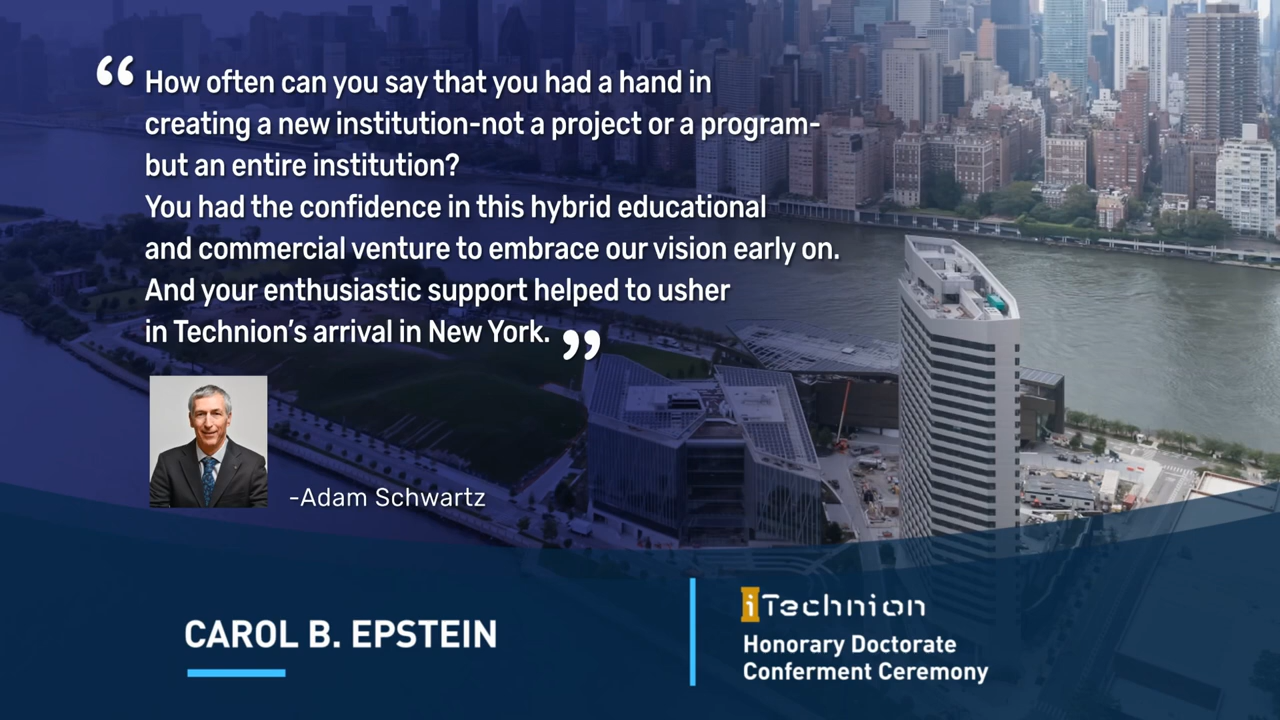 “ How often can you say that you had a hand in
creating a new institution-not a project or a program-
but an entire institution?
You had the confidence in this hybrid educational
and commercial venture to embrace our vision early on.
And your enthusiastic support helped to usher
in Technion’s arrival in New York. ”
-Adam Schwartz
CAROL B. EPSTEIN
iTechnion
Honorary Doctorate
Conferment Ceremony